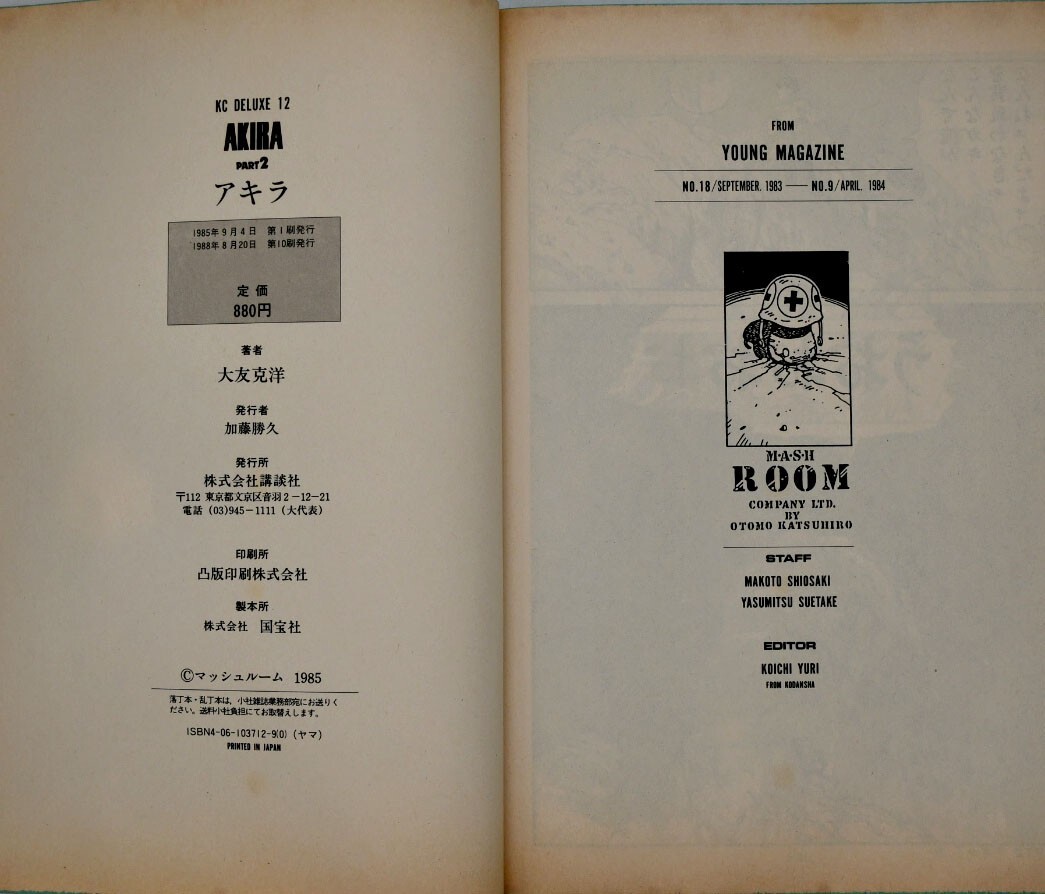 KC DELUXE 12
AKIRA
PART2
アキラ
1985年9月4日 第1刷発行
1988年8月20日 第10刷発行
定価
880円
著者
大友克洋
発行者
加藤勝久
発行所
株式会社講談社
〒112 東京都文京区音羽2-12-21
電話 (03)945-1111 (大代表)
印刷所
凸版印刷株式会社
製本所
株式会社 国宝社
©マッシュルーム 1985
落丁本・乱丁本は、小社雑誌業務部宛にお送りく
ださい。送料小社負担にてお取替えします。
ISBN4-06-103712-9(0) (ヤマ)
PRINTED IN JAPAN
FROM
YOUNG MAGAZINE
NO.18/SEPTEMBER. 1983 — NO.9/APRIL. 1984
M·A·S·H
ROOM
COMPANY LTD.
BY
OTOMO KATSUHIRO
STAFF
MAKOTO SHIOSAKI
YASUMITSU SUETAKE
EDITOR
KOICHI YURI
FROM KODANSHA